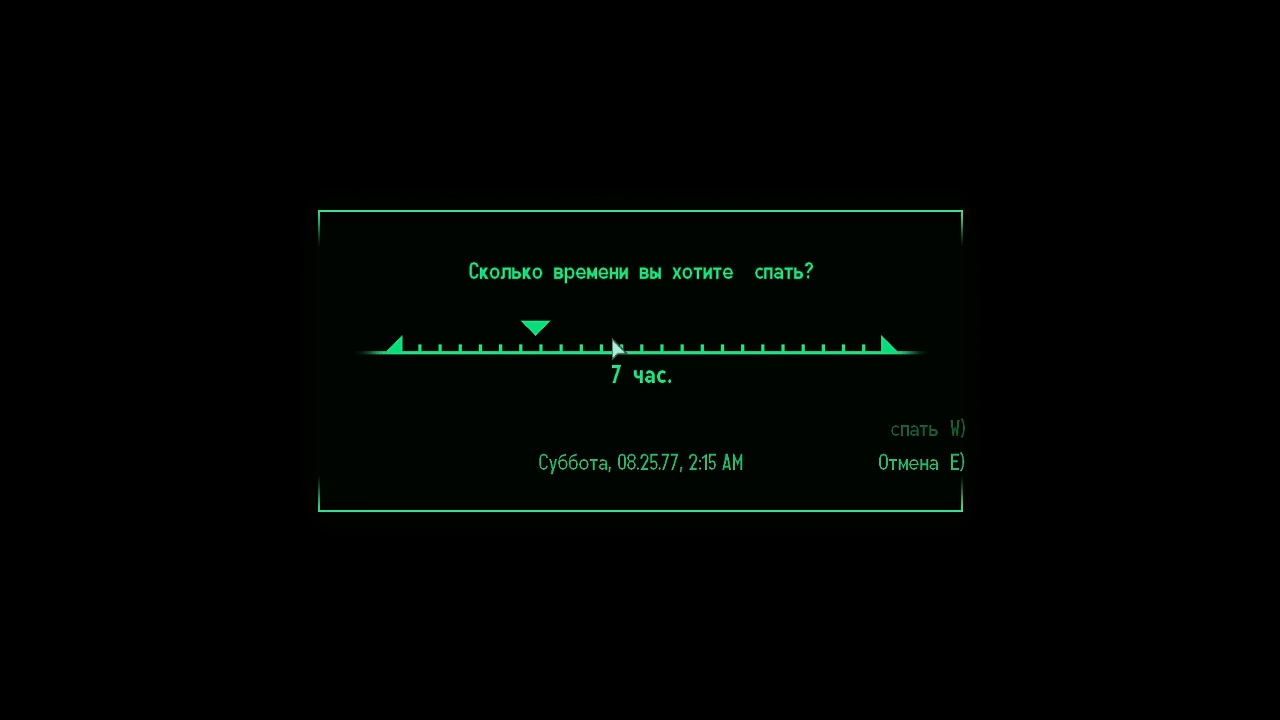 Сколько времени вы хотите  спать?
7 час.
спать W)
Суббота, 08.25.77, 2:15 AM
Отмена E)